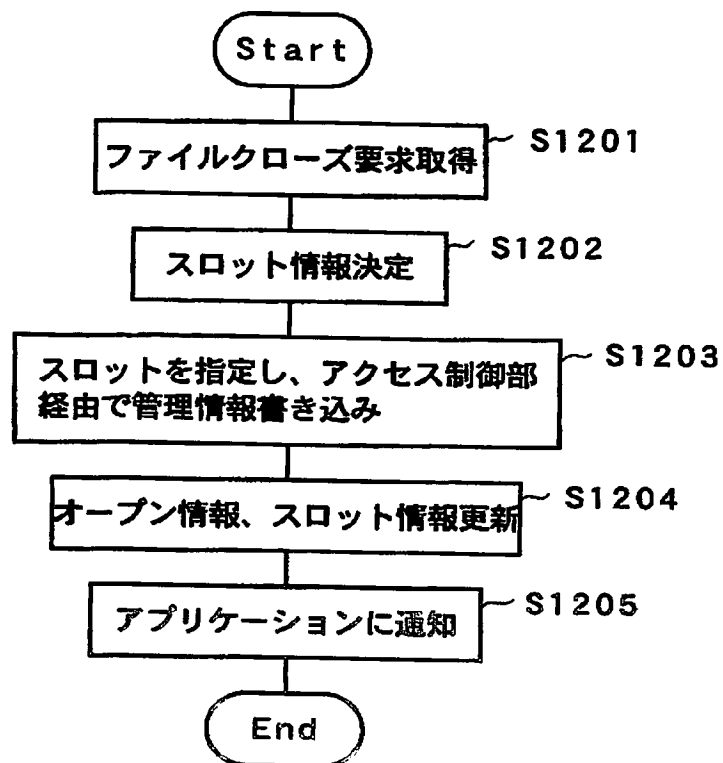 Start
ファイルクローズ要求取得
S1201
スロット情報決定
S1202
スロットを指定し、アクセス制御部
経由で管理情報書き込み
S1203
オープン情報、スロット情報更新
S1204
アプリケーションに通知
S1205
End